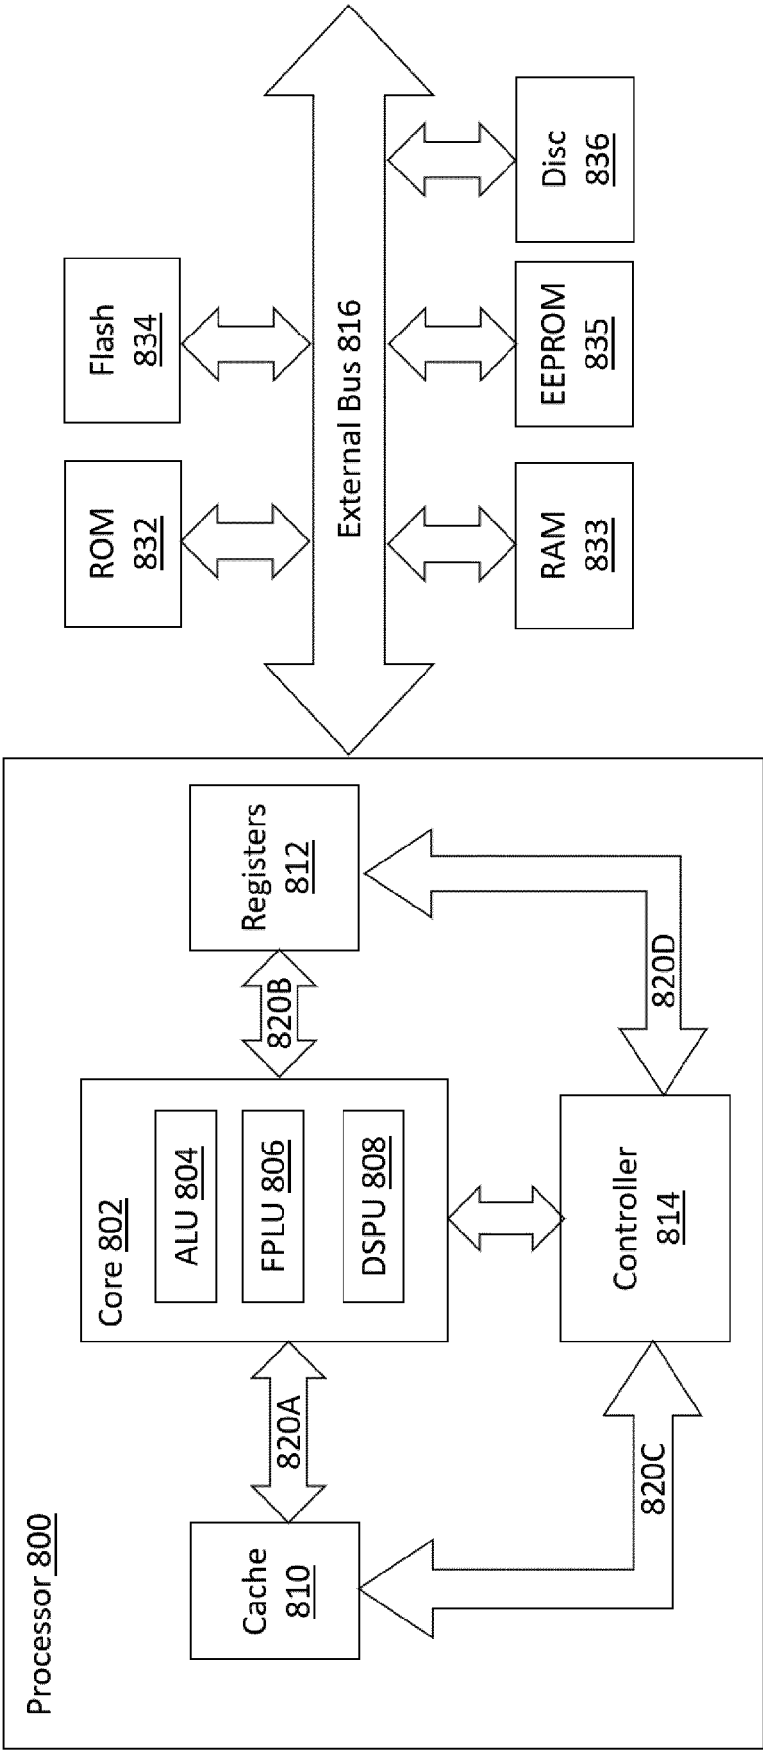 Processor 800
Cache
810
820A
Core 802
ALU 804
FPLU 806
DSPU 808
820B
Registers
812
820C
Controller
814
820D
ROM
832
Flash
834
External Bus 816
RAM
833
EEPROM
835
Disc
836